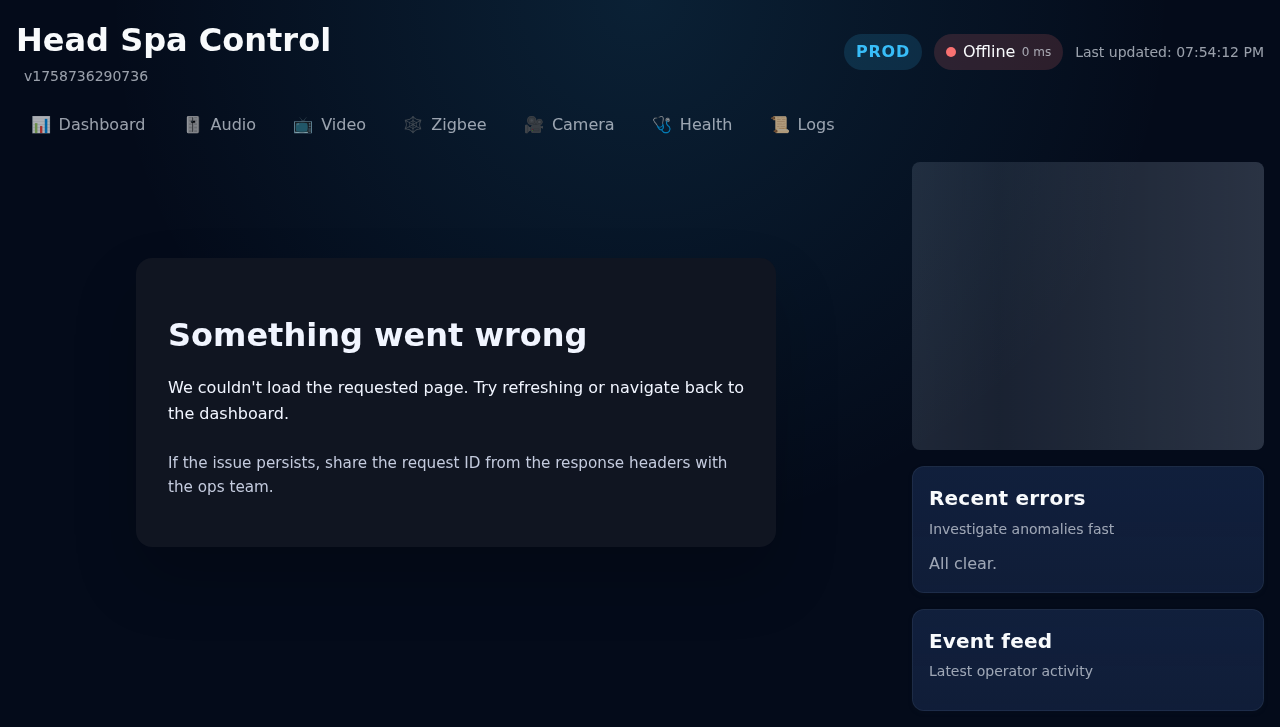 Head Spa Control
v1758736290736
PROD
Offline 0 ms
Last updated: 07:54:12 PM
Dashboard
Audio
Video
Zigbee
Camera
Health
Logs
Something went wrong
We couldn't load the requested page. Try refreshing or navigate back to
the dashboard.
If the issue persists, share the request ID from the response headers with
the ops team.
Recent errors
Investigate anomalies fast
All clear.
Event feed
Latest operator activity